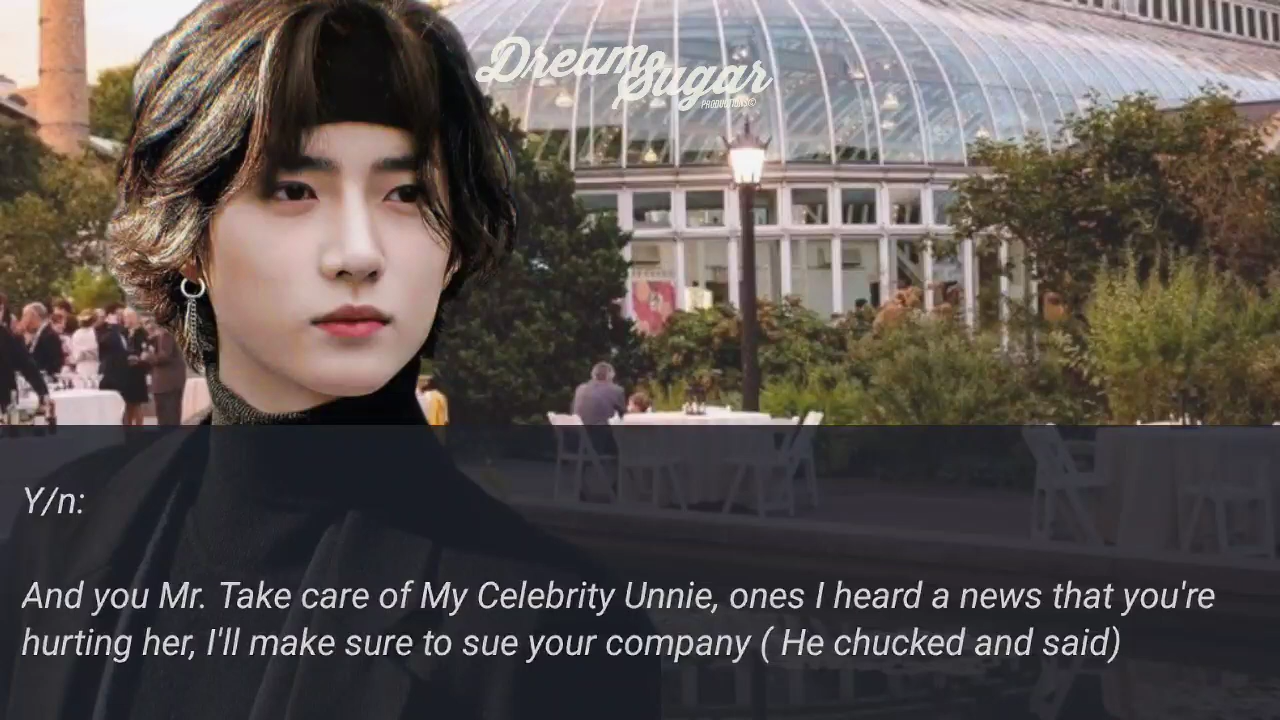 Dream
Sugar
PRODUCTIONS©
Y/n:
And you Mr. Take care of My Celebrity Unnie, ones I heard a news that you're
hurting her, I'll make sure to sue your company ( He chucked and said)